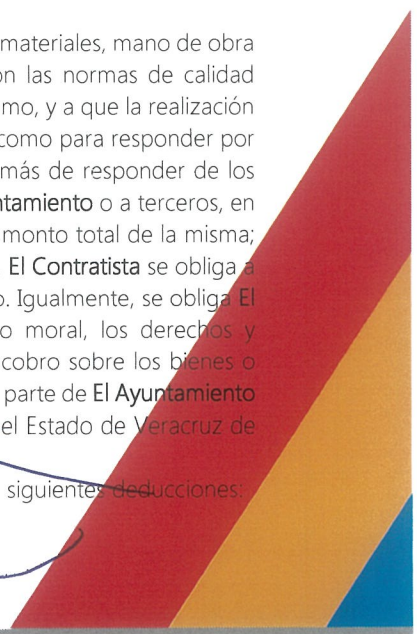 materiales, mano de obra
on las normas de calidad
mo, y a que la realización
como para responder por
más de responder de los
ntamiento o a terceros, en
monto total de la misma;
El Contratista se obliga a
o. Igualmente, se obliga El
o moral, los derechos y
cobro sobre los bienes o
parte de El Ayuntamiento
el Estado de Veracruz de
siguientes deducciones: